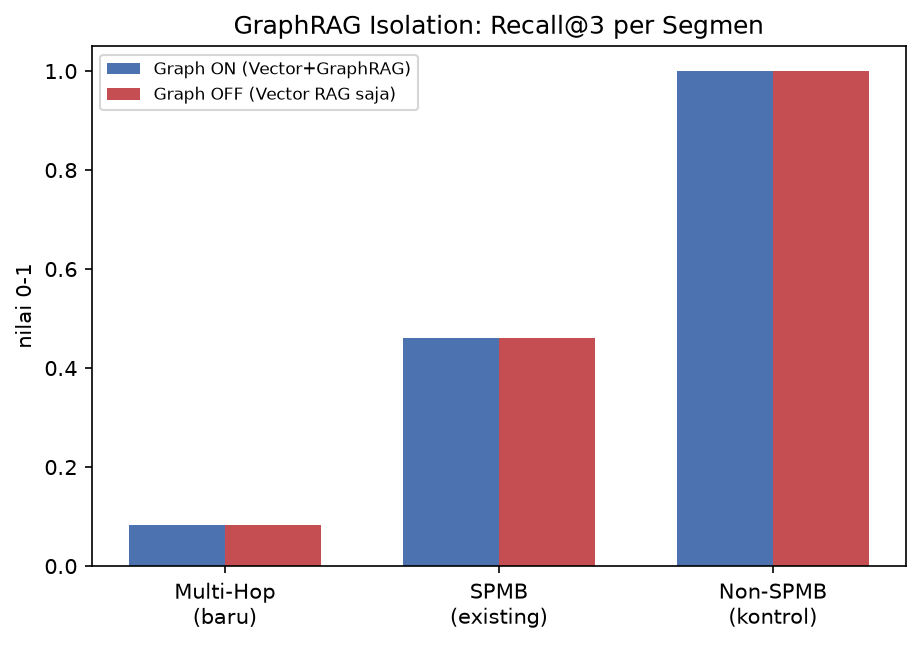 GraphRAG Isolation: Recall@3 per Segmen
Graph ON (Vector+GraphRAG)
Graph OFF (Vector RAG saja)
nilai 0-1
1.0
0.8
0.6
0.4
0.2
0.0
Multi-Hop
(baru)
SPMB
(existing)
Non-SPMB
(kontrol)